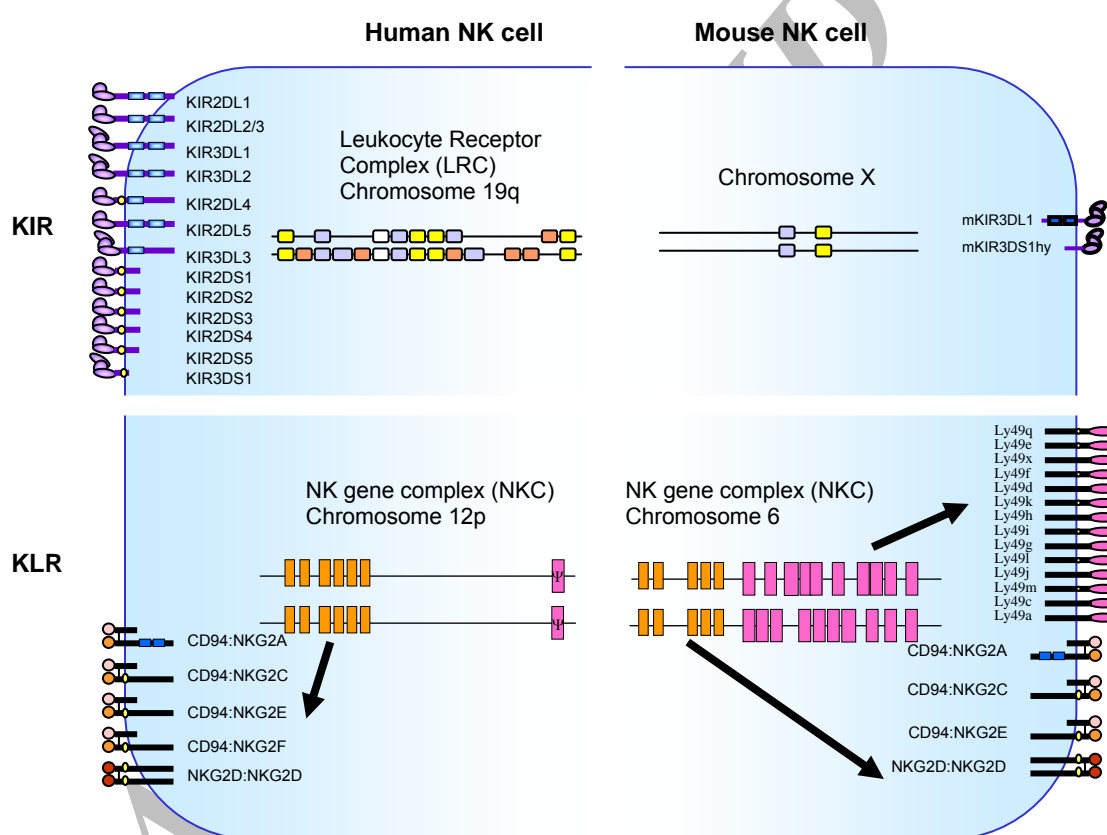 Human NK cell
Mouse NK cell
KIR
KIR2DL1
KIR2DL2/3
KIR3DL1
KIR3DL2
KIR2DL4
KIR2DL5
KIR3DL3
KIR2DS1
KIR2DS2
KIR2DS3
KIR2DS4
KIR2DS5
KIR3DS1
Leukocyte Receptor
Complex (LRC)
Chromosome 19q
Chromosome X
mKIR3DL1
mKIR3DS1hy
KLR
NK gene complex (NKC)
Chromosome 12p
Ψ
Ψ
CD94:NKG2A
CD94:NKG2C
CD94:NKG2E
CD94:NKG2F
NKG2D:NKG2D
NK gene complex (NKC)
Chromosome 6
Ly49q
Ly49e
Ly49x
Ly49f
Ly49d
Ly49k
Ly49h
Ly49i
Ly49g
Ly49l
Ly49j
Ly49m
Ly49c
Ly49a
CD94:NKG2A
CD94:NKG2C
CD94:NKG2E
NKG2D:NKG2D